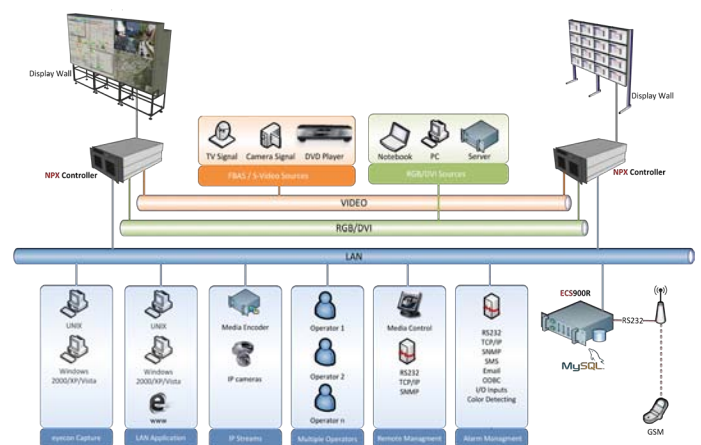 Display Wall
NPX Controller
TV Signal
Camera Signal
DVD Player
FBAS / S-Video Sources
Notebook
PC
Server
RGB/DVI Sources
Display Wall
NPX Controller
VIDEO
RGB/DVI
LAN
UNIX
Windows
2000/XP/Vista
eyecon Capture
UNIX
Windows
2000/XP/Vista
www
LAN Application
Media Encoder
IP cameras
IP Streams
Operator 1
Operator 2
Operator n
Multiple Operators
Media Control
RS232
TCP/IP
SNMP
Remote Managment
RS232
TCP/IP
SNMP
SMS
Email
ODBC
I/O Inputs
Color Detecting
Alarm Managment
ECS900R
RS232
MySQL
GSM